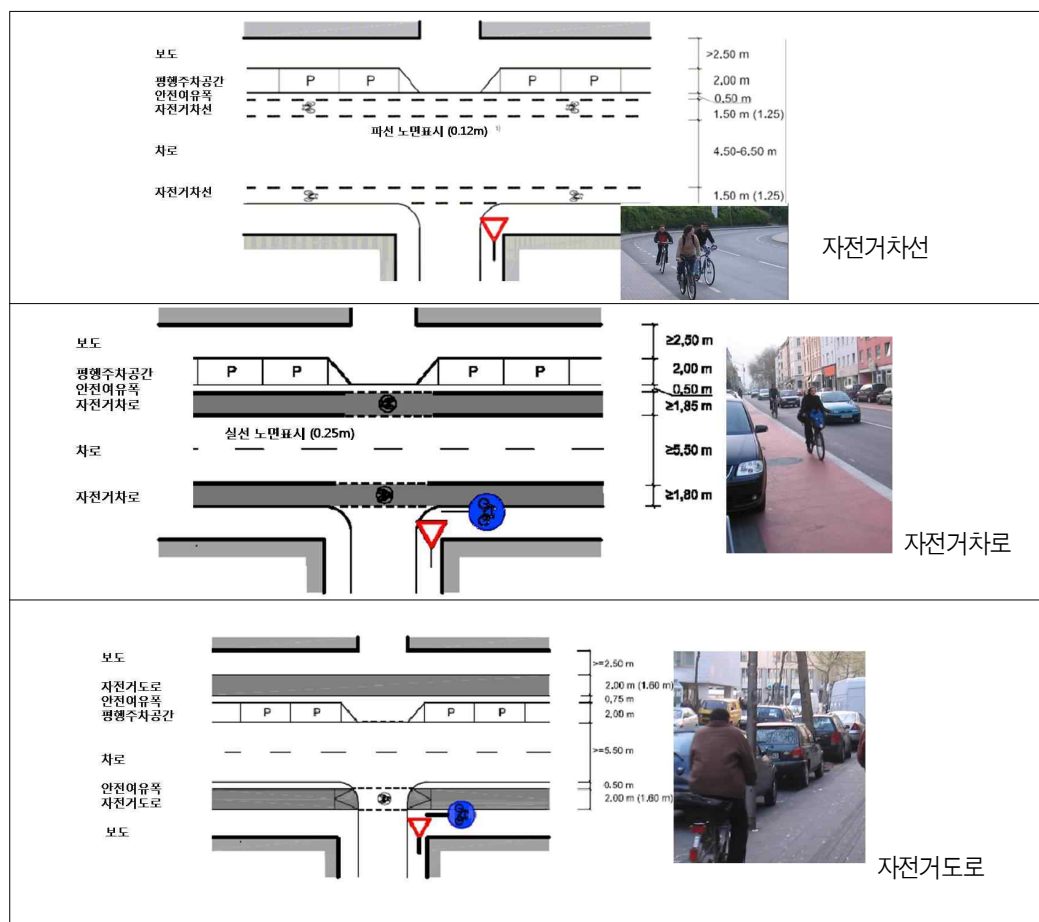 보도
>2.50 m
평행주차공간
P P P P
2,00 m
안전여유폭
0,50 m
자전거차선
1.50 m (1.25)
파선 노면표시 (0.12m) 1)
차로
4,50-6,50 m
자전거차선
1,50 m (1.25)
자전거차선
보도
≥2,50 m
평행주차공간
P P P P
2,00 m
안전여유폭
0,50 m
자전거차로
≥1,85 m
실선 노면표시 (0.25m)
차로
≥5,50 m
자전거차로
≥1,80 m
자전거차로
보도
>=2.50 m
자전거도로
2,00 m (1.60 m)
안전여유폭
0,75 m
평행주차공간
P P P P
2,00 m
차로
>=5.50 m
안전여유폭
0.50 m
자전거도로
2,00 m (1.60 m)
보도
자전거도로